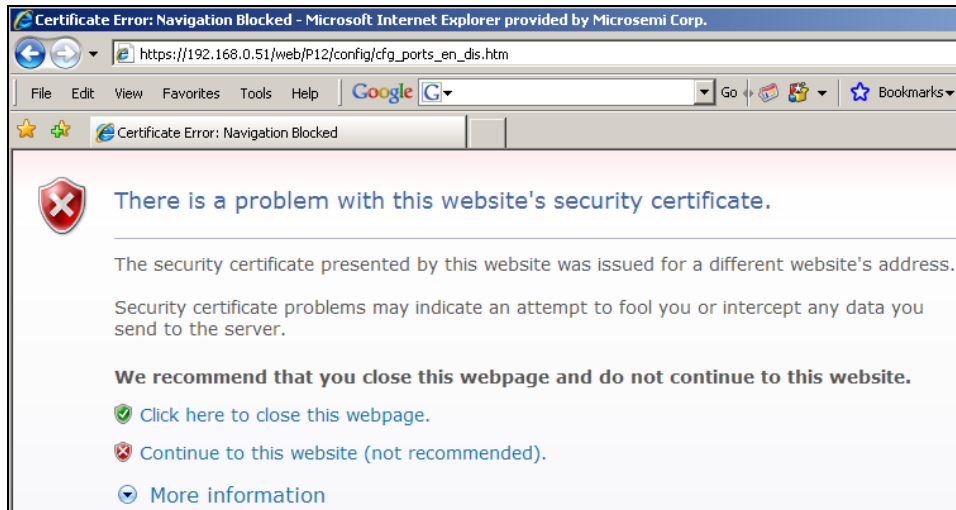 Certificate Error: Navigation Blocked - Microsoft Internet Explorer provided by Microsemi Corp.
https://192.168.0.51/web/P12/config/cfg_ports_en_dis.htm
File Edit View Favorites Tools Help Google G Go Bookmarks
Certificate Error: Navigation Blocked
There is a problem with this website's security certificate.
The security certificate presented by this website was issued for a different website's address.
Security certificate problems may indicate an attempt to fool you or intercept any data you
send to the server.
We recommend that you close this webpage and do not continue to this website.
Click here to close this webpage.
Continue to this website (not recommended).
More information